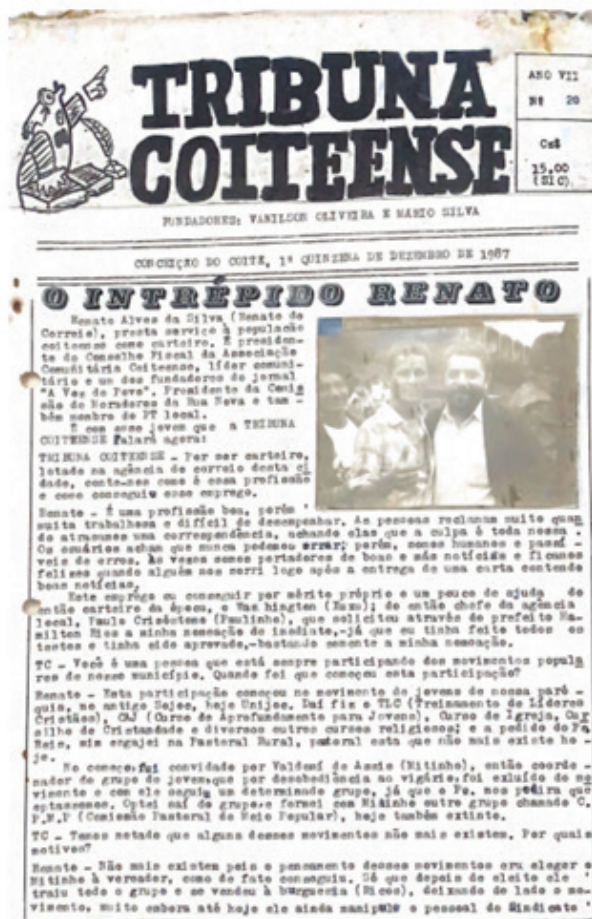 TRIBUNA
COITEENSE
ANO VII
Nº 20
Cz$
15,00
(SIC)
FUNDADORES: VANILSON OLIVEIRA E MARIO SILVA
CONCEIÇÃO DO COITÉ, 1ª QUINZENA DE DEZEMBRO DE 1987
O INTRÉPIDO RENATO
Renato Alves da Silva (Renato do
Correio), presta serviço à população
coiteense como carteiro. É presiden-
te do Conselho Fiscal da Associação
Comunitária Coiteense, líder comuni-
tário e um dos fundadores do jornal
"A Voz do Povo", Presidente da Comis
são de Moradores da Rua Nova e tam -
bém membro do PT local.
É com esse jovem que a TRIBUNA
COITEENSE falará agora:
TRIBUNA COITEENSE - Por ser carteiro,
lotado na agência de correio desta ci
dade, conte-nos como é essa profissão
e como conseguiu esse emprego.
Renato - É uma profissão boa, porém '
muito trabalhosa e difícil de desempenhar. As pessoas reclamam muito quan
do atrasamos uma correspondência, achando elas que a culpa é toda nossa .
Os usuários acham que nunca podemos errar; porém, somos humanos e passí -
veis de erros. Às vezes somos portadores de boas e más notícias e ficamos
felizes quando alguém nos sorri logo após a entrega de uma carta contendo
boas notícias.
Este emprego eu consegui por mérito próprio e um pouco de ajuda do
então carteiro da época, o Washington (Xuxu); do então chefe da agência
local, Paulo Crisóstomo (Paulinho), que solicitou através do prefeito Ha-
milton Rios a minha nomeação de imediato,-já que eu tinha feito todos os
testes e tinha sido aprovado,-bastando somente a minha nomeação.
TC - Você é uma pessoa que está sempre participando dos movimentos popula
res de nosso município. Quando foi que começou esta participação?
Renato - Esta participação começou no movimento de jovens de nossa paró -
quia, no antigo Sojec, hoje Unijec. Daí fiz o TLC (Treinamento de Líderes
Cristãos), CAJ (Curso de Aprofundamento para Jovens), Curso de Igreja, Cur
silho de Cristandade e diversos outros cursos religiosos; e a pedido do Pe.
Reis, mim engajei na Pastoral Rural, pastoral esta que não mais existe ho -
je.
No começo, fui convidado por Valdemí de Assis (Nitinho), então coorde -
nador do grupo de jovem, que por desobediência ao vigário, foi excluído do mo
vimento e com ele seguiu um determinado grupo, já que o Pe. nos pedira que
optassemos. Optei saí do grupo, e formei com Nitinho outro grupo chamado C.
P.M.P (Comissão Pastoral do Meio Popular), hoje também extinto.
TC - Temos notado que alguns desses movimentos não mais existem. Por quais
motivos?
Renato - Não mais existem pois o pensamento desses movimentos era eleger o
Nitinho à vereador, como de fato conseguiu. Só que depois de eleito ele '
traiu todo o grupo e se vendeu à burguesia (Ricos), deixando de lado o mo-
vimento, muito embora até hoje ele ainda manipule o pessoal do Sindicato '